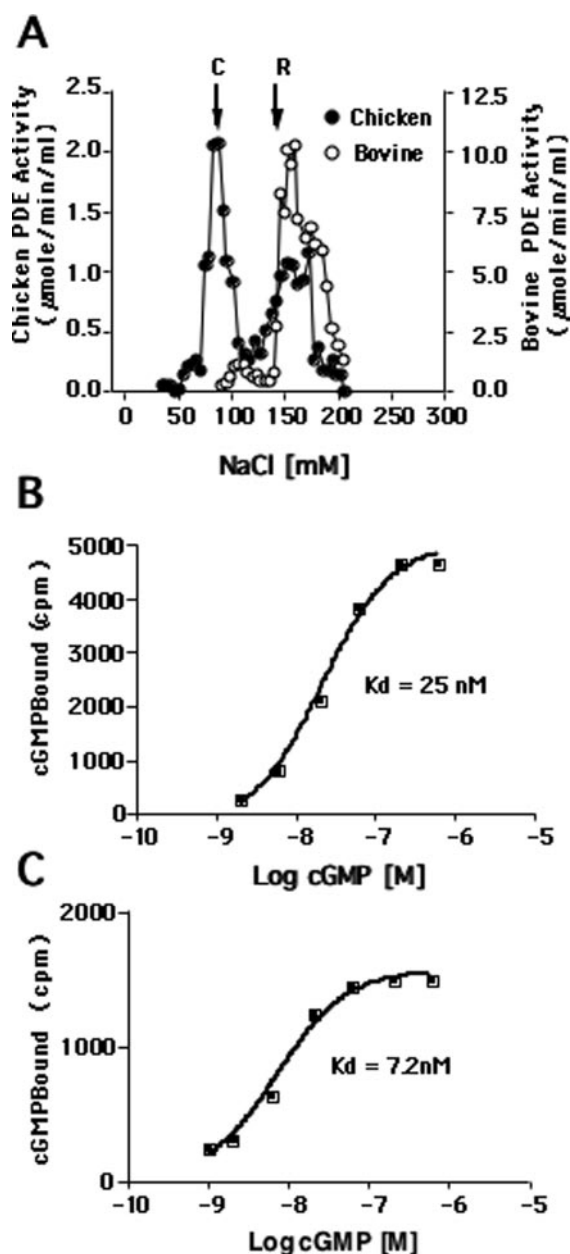 A
C R
Chicken
Bovine
Chicken PDE Activity
( μmole/min/ml)
2.5
2.0
1.5
1.0
0.5
0.0
12.5
10.0
7.5
5.0
2.5
0.0
Bovine PDE Activity
( μmole/min/ml)
0 50 100 150 200 250 300
NaCl [mM]
B
cGMPBound (cpm)
5000
4000
3000
2000
1000
0
Kd = 25 nM
-10 -9 -8 -7 -6 -5
Log cGMP [M]
C
cGMPBound (cpm)
2000
1000
0
Kd = 7.2nM
-10 -9 -8 -7 -6 -5
Log cGMP [M]